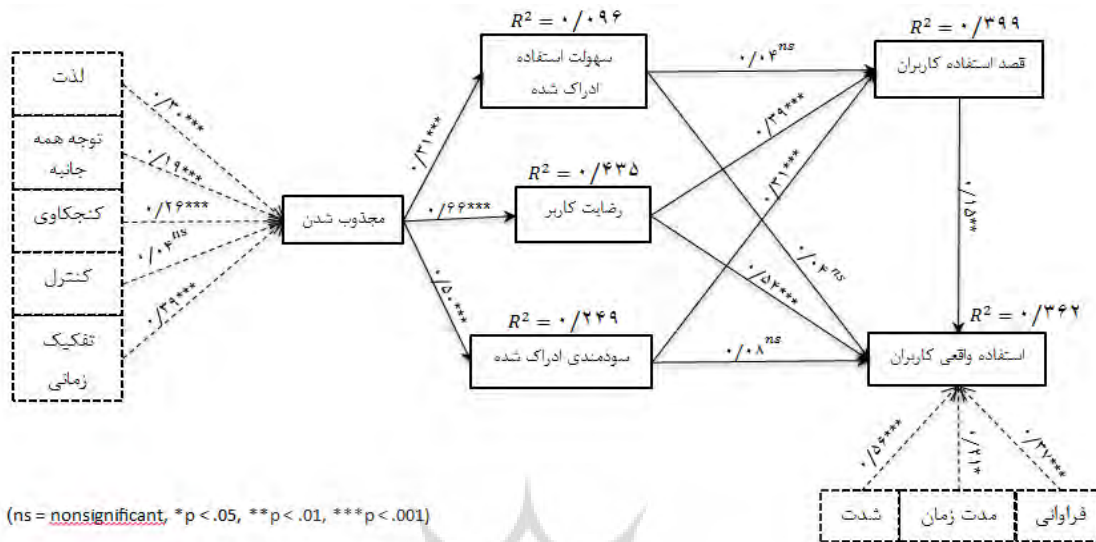 R² = ۰/۰۹۶
R² = ۰/۳۹۹
لذت
توجه همه
جانبه
کنجکاوی
کنترل
تفکیک
زمانی
۰/۳۰***
۰/۱۹***
۰/۲۶***
۰/۰۴ns
۰/۳۹***
مجذوب شدن
۰/۳۱***
۰/۶۶***
۰/۵۰***
سهولت استفاده
ادراک شده
R² = ۰/۴۳۵
رضایت کاربر
R² = ۰/۲۴۹
سودمندی ادراک شده
۰/۰۴ns
۰/۳۹***
۰/۳۱***
۰/۰۴ns
۰/۵۴***
۰/۰۸ns
قصد استفاده کاربران
۰/۱۵**
R² = ۰/۳۶۲
استفاده واقعی کاربران
۰/۵۶***
۰/۲۱*
۰/۳۷***
فراوانی
مدت زمان
شدت
(ns = nonsignificant, *p <.05, **p < .01, ***p <.001)